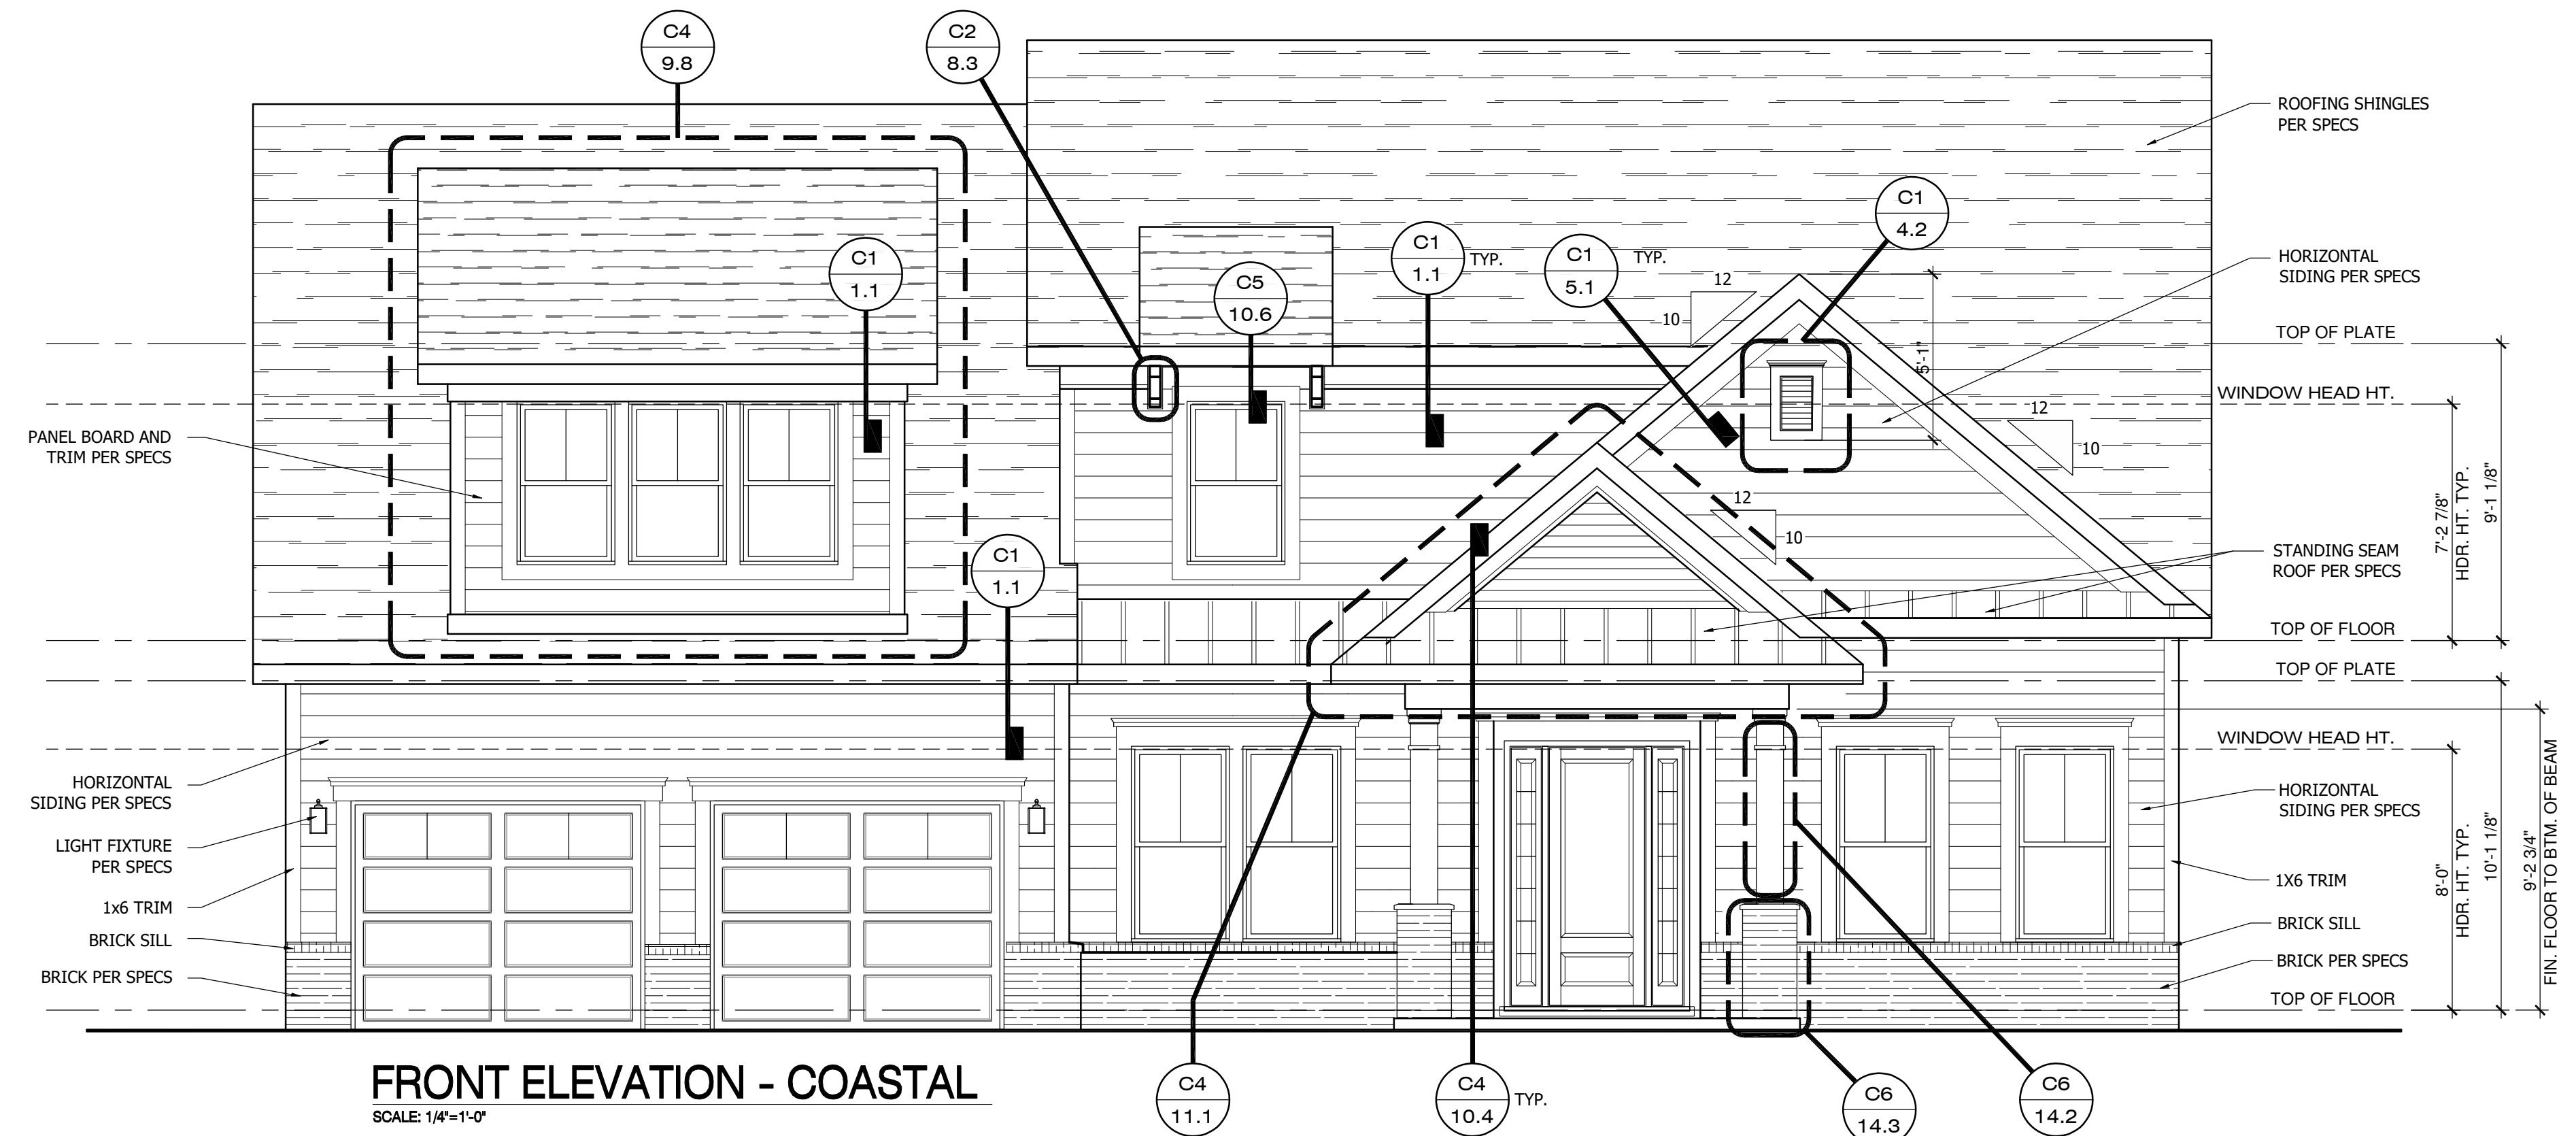 C4
9.8
C2
8.3
ROOFING SHINGLES
PER SPECS
C1
4.2
C1
1.1
C5
10.6
C1
1.1
TYP.
C1
5.1
TYP.
12
10
5'-1"
HORIZONTAL
SIDING PER SPECS
TOP OF PLATE
WINDOW HEAD HT.
12
10
PANEL BOARD AND
TRIM PER SPECS
12
10
7'-2 7/8"
HDR. HT. TYP.
9'-1 1/8"
C1
1.1
STANDING SEAM
ROOF PER SPECS
TOP OF FLOOR
TOP OF PLATE
WINDOW HEAD HT.
HORIZONTAL
SIDING PER SPECS
HORIZONTAL
SIDING PER SPECS
LIGHT FIXTURE
PER SPECS
1x6 TRIM
BRICK SILL
BRICK PER SPECS
1X6 TRIM
BRICK SILL
BRICK PER SPECS
TOP OF FLOOR
8'-0"
HDR. HT. TYP.
10'-1 1/8"
9'-2 3/4"
FIN. FLOOR TO BTM. OF BEAM
FRONT ELEVATION - COASTAL
SCALE: 1/4"=1'-0"
C4
11.1
C4
10.4
TYP.
C6
14.3
C6
14.2